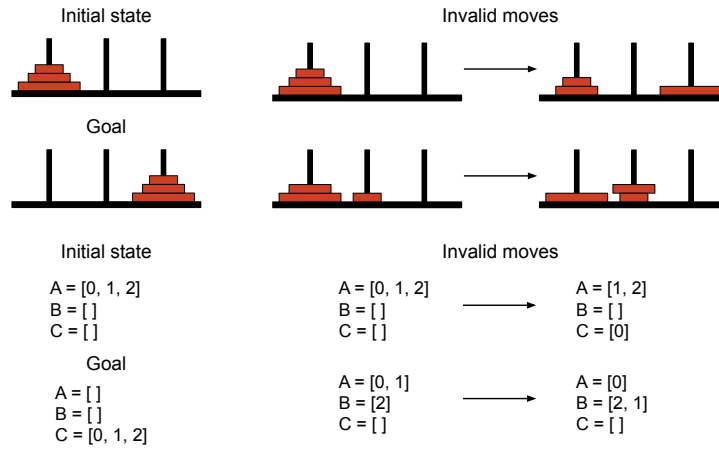 Initial state
Invalid moves
Goal
Initial state
Invalid moves
A = [0, 1, 2]
B = [ ]
C = [ ]
A = [0, 1, 2]
B = [ ]
C = [ ]
A = [1, 2]
B = [ ]
C = [0]
Goal
A = [ ]
B = [ ]
C = [0, 1, 2]
A = [0, 1]
B = [2]
C = [ ]
A = [0]
B = [2, 1]
C = [ ]